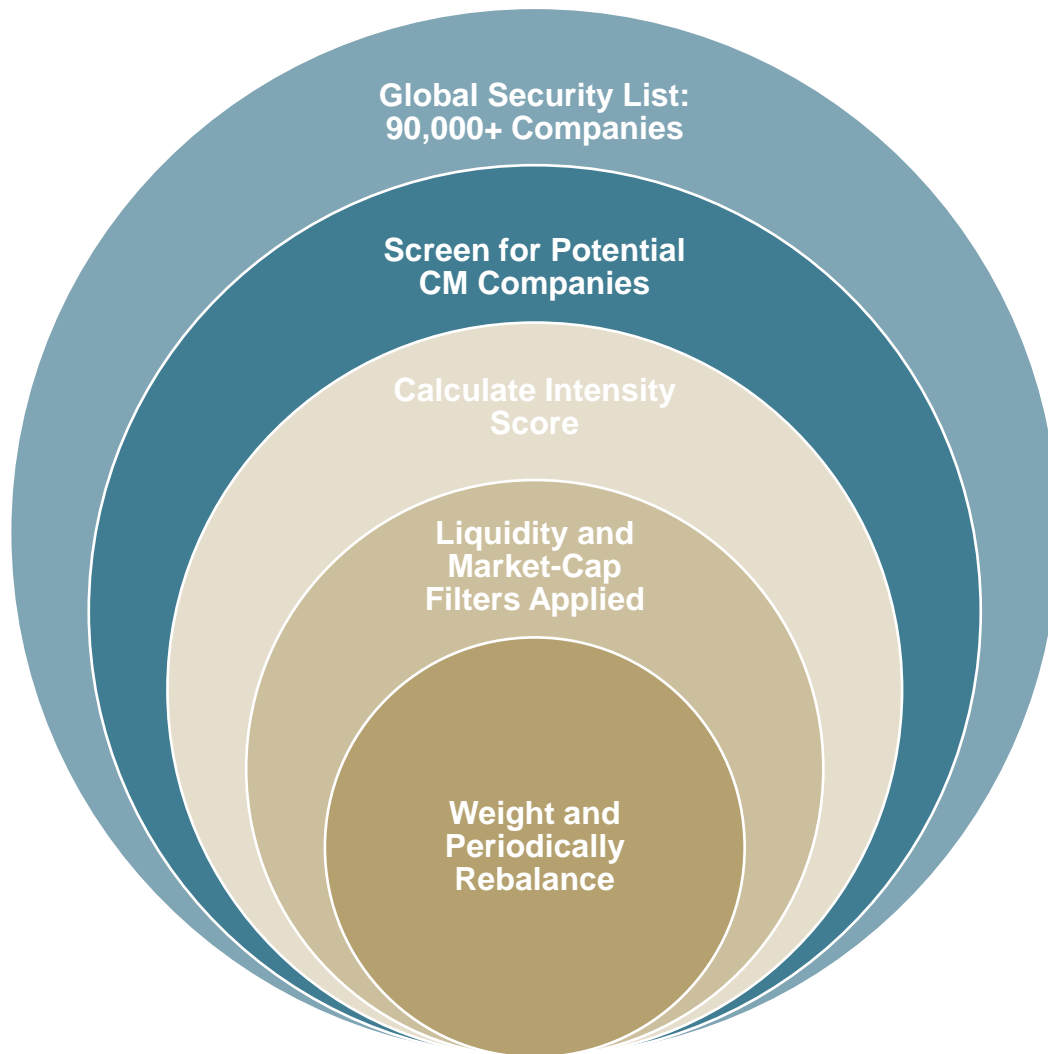 Global Security List:
90,000+ Companies
Screen for Potential
CM Companies
Calculate Intensity
Score
Liquidity and
Market-Cap
Filters Applied
Weight and
Periodically
Rebalance